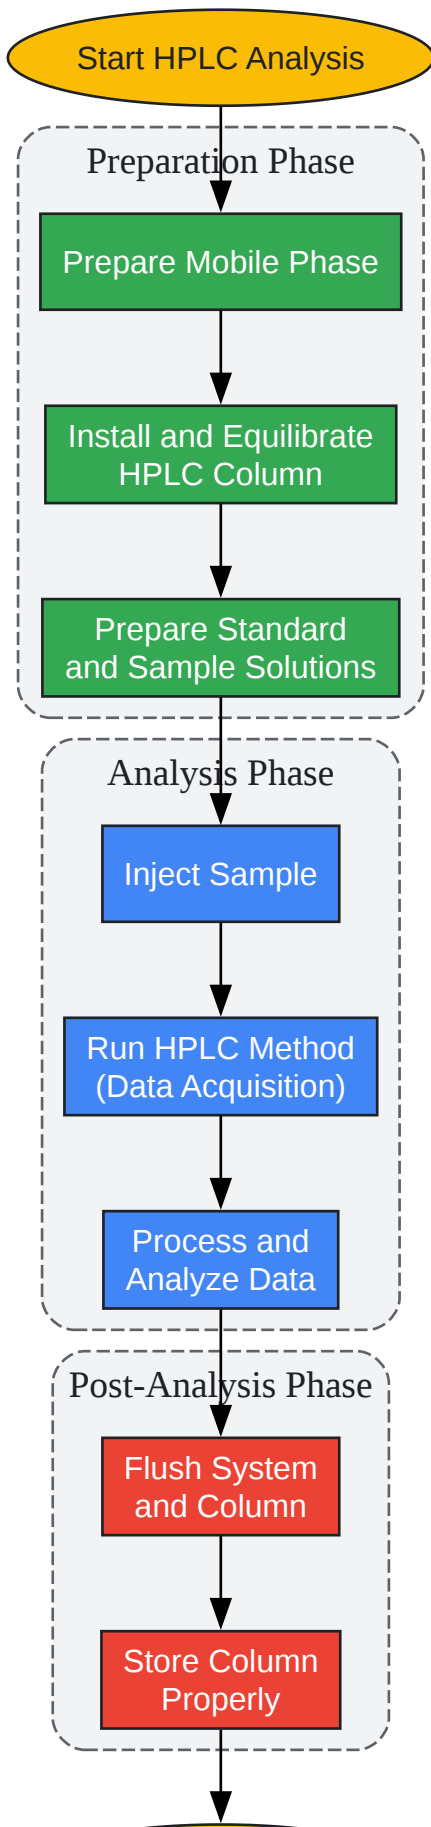 Start HPLC Analysis
Preparation Phase
Prepare Mobile Phase
Install and Equilibrate
HPLC Column
Prepare Standard
and Sample Solutions
Analysis Phase
Inject Sample
Run HPLC Method
(Data Acquisition)
Process and
Analyze Data
Post-Analysis Phase
Flush System
and Column
Store Column
Properly